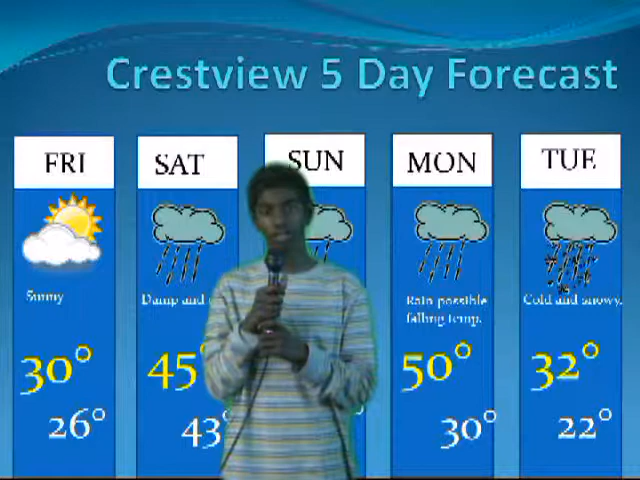 Crestview 5 Day Forecast
FRI SAT SUN MON TUE
Sunny
Damp and
Rain possible
falling temp.
Cold and snowy.
30° 45° 50° 32°
26° 43° 30° 22°